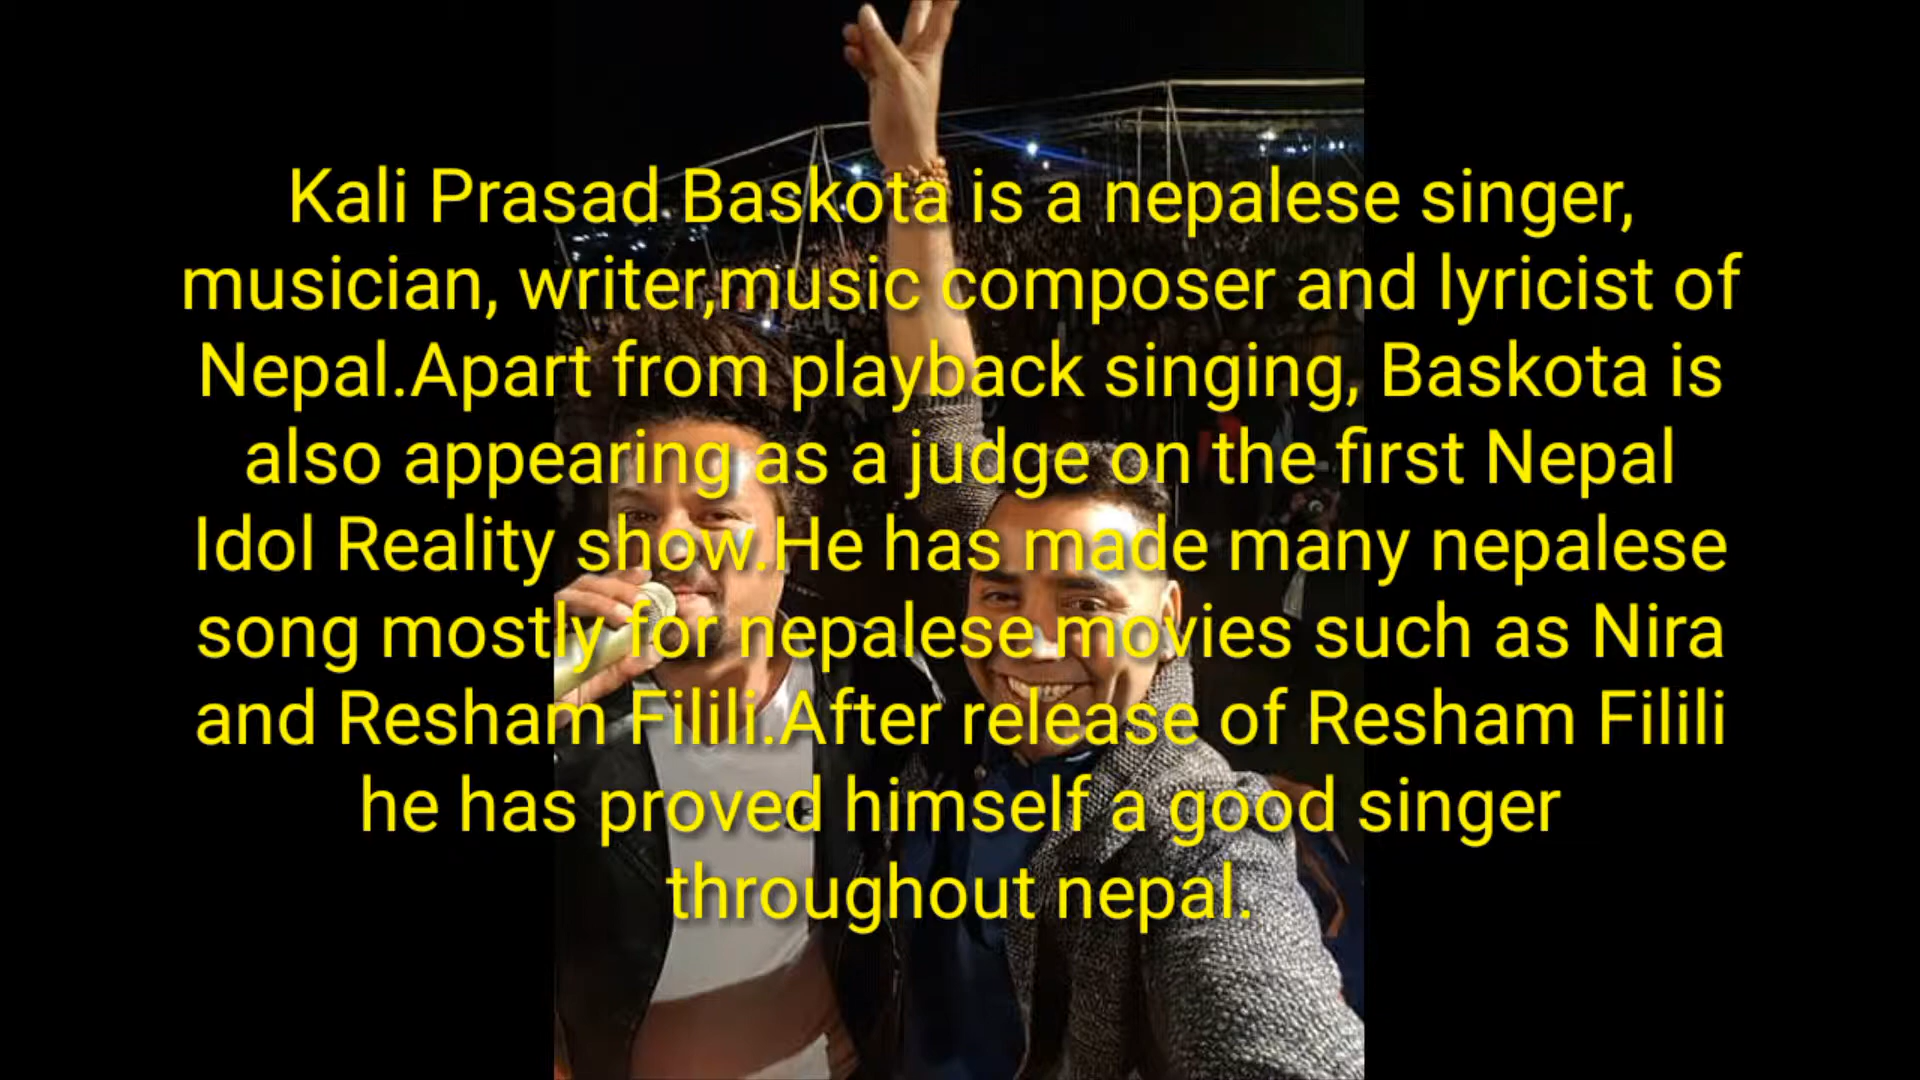 Kali Prasad Baskota is a nepalese singer,
musician, writer,music composer and lyricist of
Nepal.Apart from playback singing, Baskota is
also appearing as a judge on the first Nepal
Idol Reality show.He has made many nepalese
song mostly for nepalese movies such as Nira
and Resham Filili.After release of Resham Filili
he has proved himself a good singer
throughout nepal.